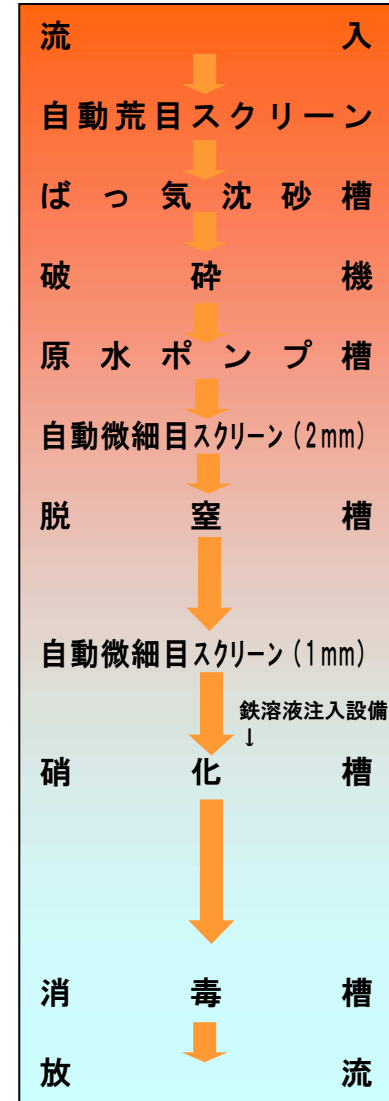 流入
自動荒目スクリーン
ばっ気沈砂槽
破砕機
原水ポンプ槽
自動微細目スクリーン(2mm)
脱窒槽
自動微細目スクリーン(1mm)
鉄溶液注入設備
↓
硝化槽
消毒槽
放流